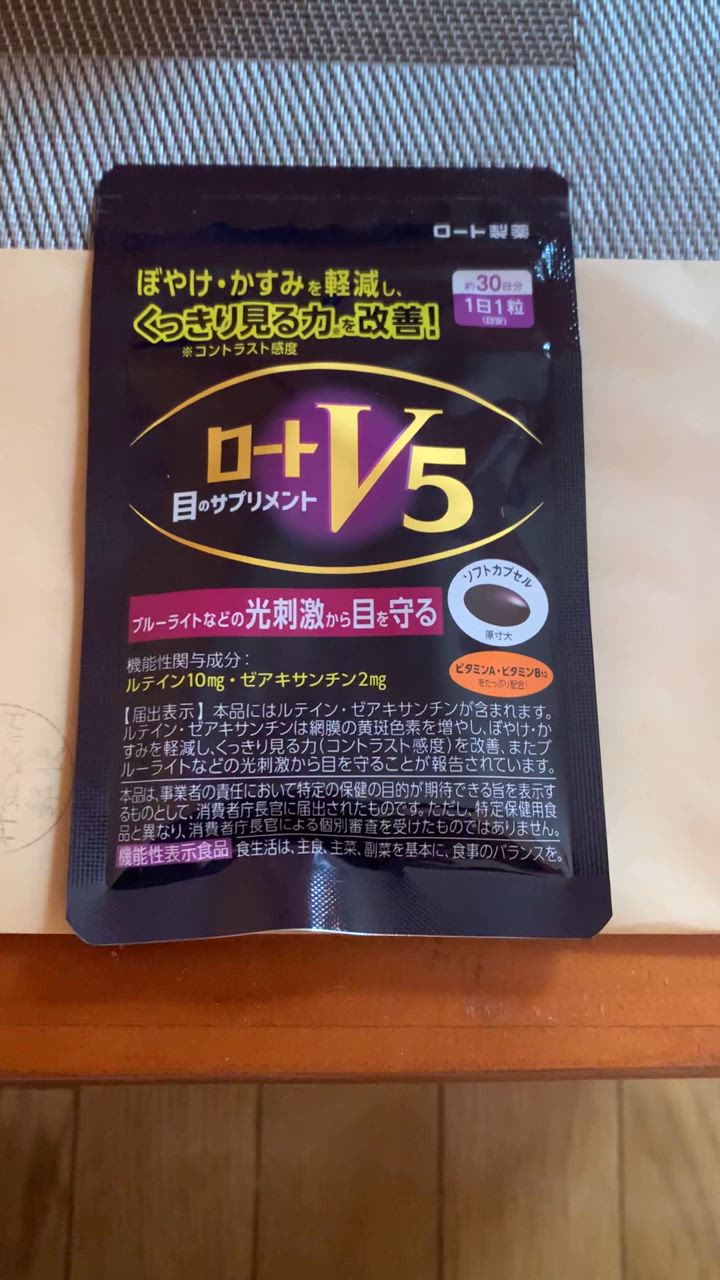 ロート製薬
ぼやけ・かすみを軽減し、
くっきり見る力※を改善!
※コントラスト感度
約30日分
1日1粒
(目安)
ロートV5
目のサプリメント
ソフトカプセル
原寸大
ブルーライトなどの光刺激から目を守る
ビタミンA・ビタミンB12
をたっぷり配合!
機能性関与成分:
ルテイン10mg・ゼアキサンチン2mg
【届出表示】本品にはルテイン・ゼアキサンチンが含まれます。
ルテイン・ゼアキサンチンは網膜の黄斑色素を増やし、ぼやけ・か
すみを軽減し、くっきり見る力(コントラスト感度)を改善、またブ
ルーライトなどの光刺激から目を守ることが報告されています。
本品は、事業者の責任において特定の保健の目的が期待できる旨を表示す
るものとして、消費者庁長官に届出されたものです。ただし、特定保健用食
品と異なり、消費者庁長官による個別審査を受けたものではありません。
機能性表示食品 食生活は、主食、主菜、副菜を基本に、食事のバランスを。